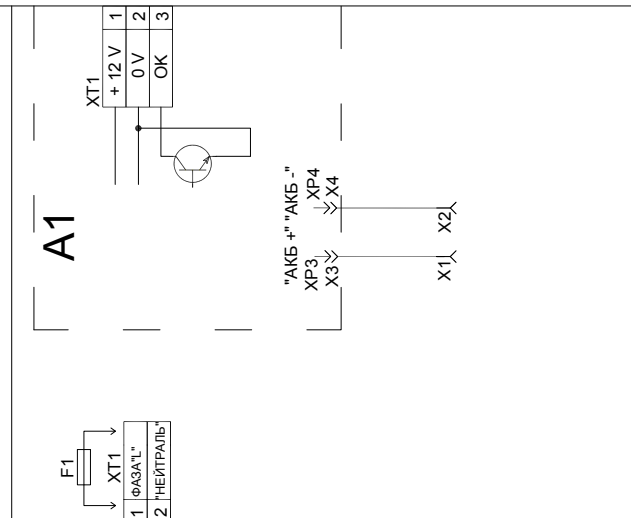 XT1
+ 12 V 1
0 V 2
OK 3
A1
"АКБ +" "АКБ -"
XP3 XP4
X3 X4
X1 X2
F1
XT1
1 ФАЗА"L"
2 "НЕЙТРАЛЬ"